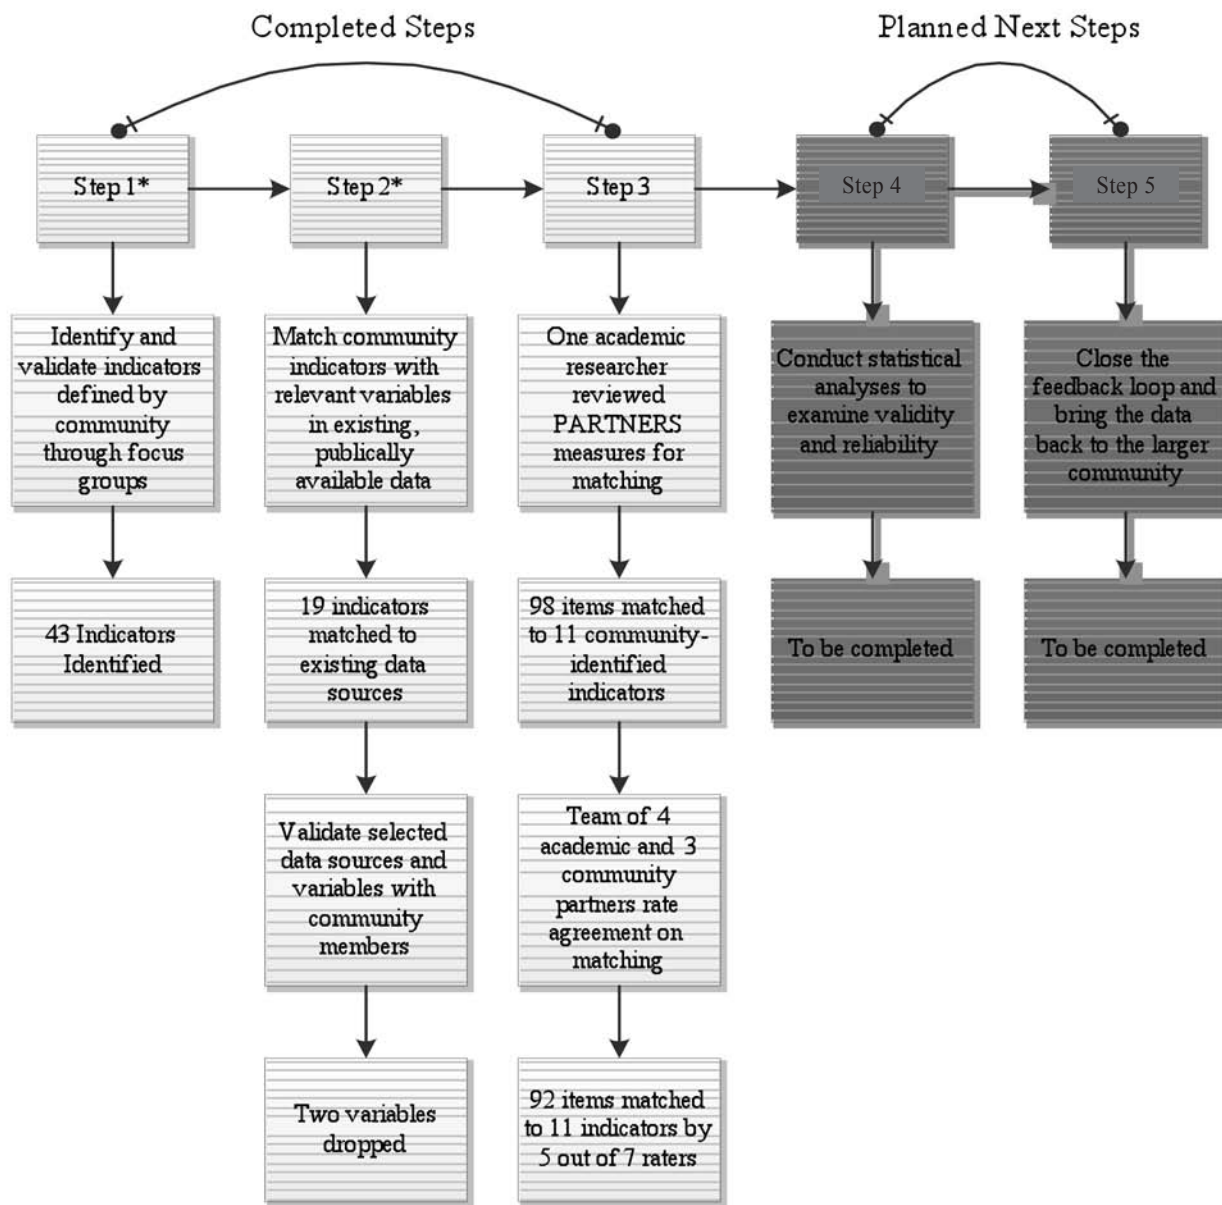 Completed Steps
Planned Next Steps
Step 1*
Step 2*
Step 3
Step 4
Step 5
Identify and
validate indicators
defined by
community
through focus
groups
Match community
indicators with
relevant variables
in existing,
publically
available data
One academic
researcher
reviewed
PARTNERS
measures for
matching
Conduct statistical
analyses to
examine validity
and reliability
Close the
feedback loop and
bring the data
back to the larger
community
43 Indicators
Identified
19 indicators
matched to
existing data
sources
98 items matched
to 11 community-
identified
indicators
To be completed
To be completed
Validate selected
data sources and
variables with
community
members
Team of 4
academic and 3
community
partners rate
agreement on
matching
Two variables
dropped
92 items matched
to 11 indicators by
5 out of 7 raters